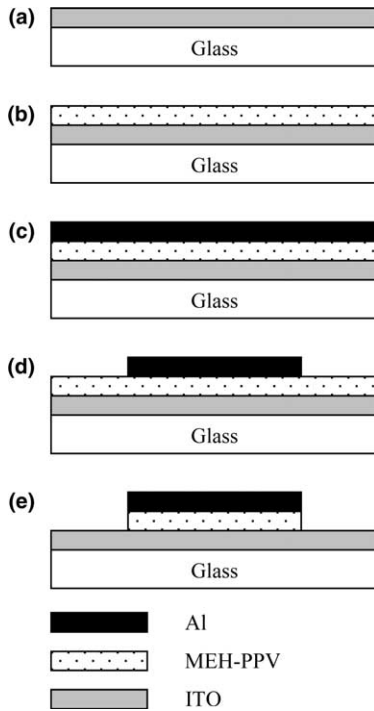 (a)
Glass
(b)
Glass
(c)
Glass
(d)
Glass
(e)
Glass
Al
MEH-PPV
ITO